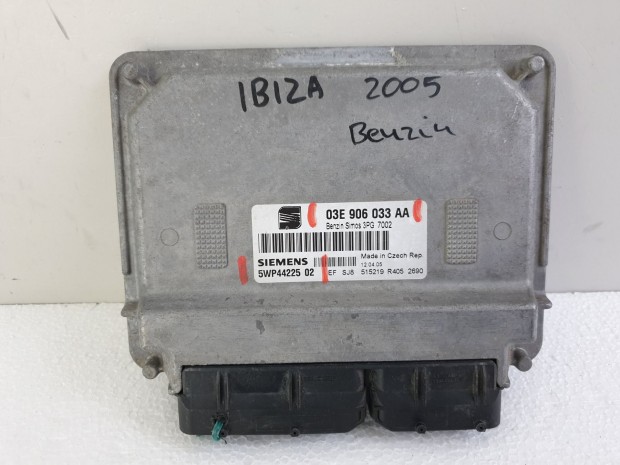 IBIZA 2005
Benzin
03E 906 033 AA
Benzin Simos 3PG 7002
SIEMENS Made in Czech Rep.
12.04.05
5WP44225 02 EF SJ8 515219 R405 2690